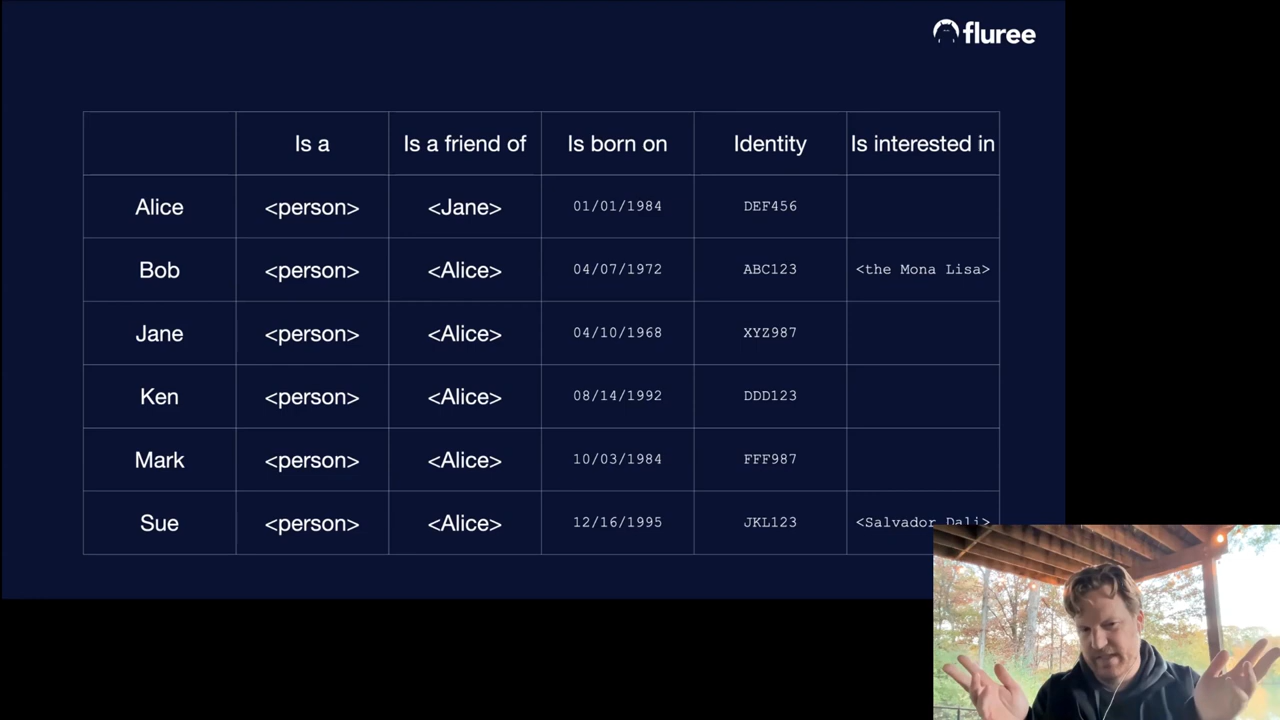 fluree
Is a Is a friend of Is born on Identity Is interested in
Alice <person> <Jane> 01/01/1984 DEF456
Bob <person> <Alice> 04/07/1972 ABC123 <the Mona Lisa>
Jane <person> <Alice> 04/10/1968 XYZ987
Ken <person> <Alice> 08/14/1992 DDD123
Mark <person> <Alice> 10/03/1984 FFF987
Sue <person> <Alice> 12/16/1995 JKL123 <Salvador Dali>